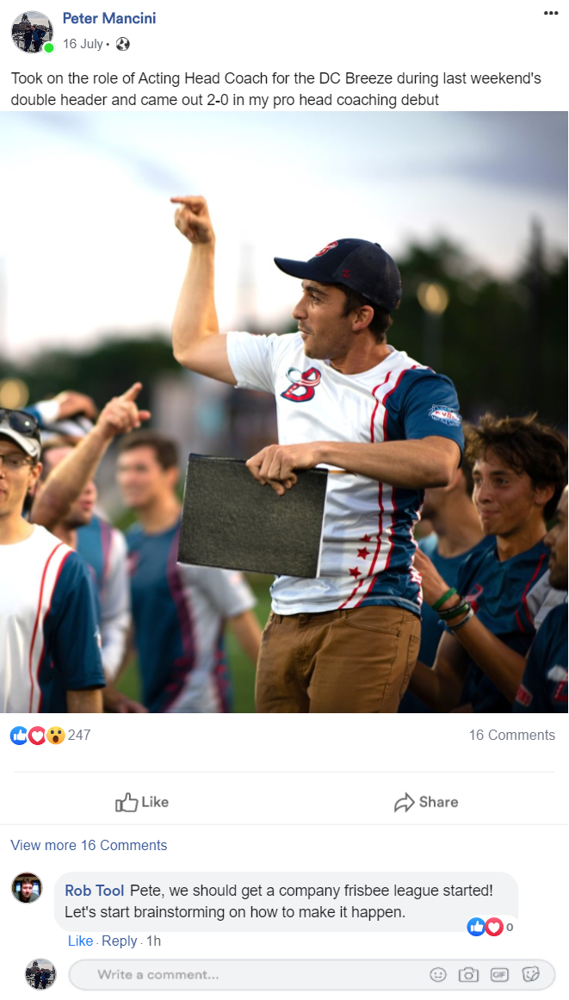 Peter Mancini
16 July ·
Took on the role of Acting Head Coach for the DC Breeze during last weekend's
double header and came out 2-0 in my pro head coaching debut
B
247
16 Comments
Like
Share
View more 16 Comments
Rob Tool Pete, we should get a company frisbee league started!
Let's start brainstorming on how to make it happen.
0
Like · Reply · 1h
Write a comment...
GIF